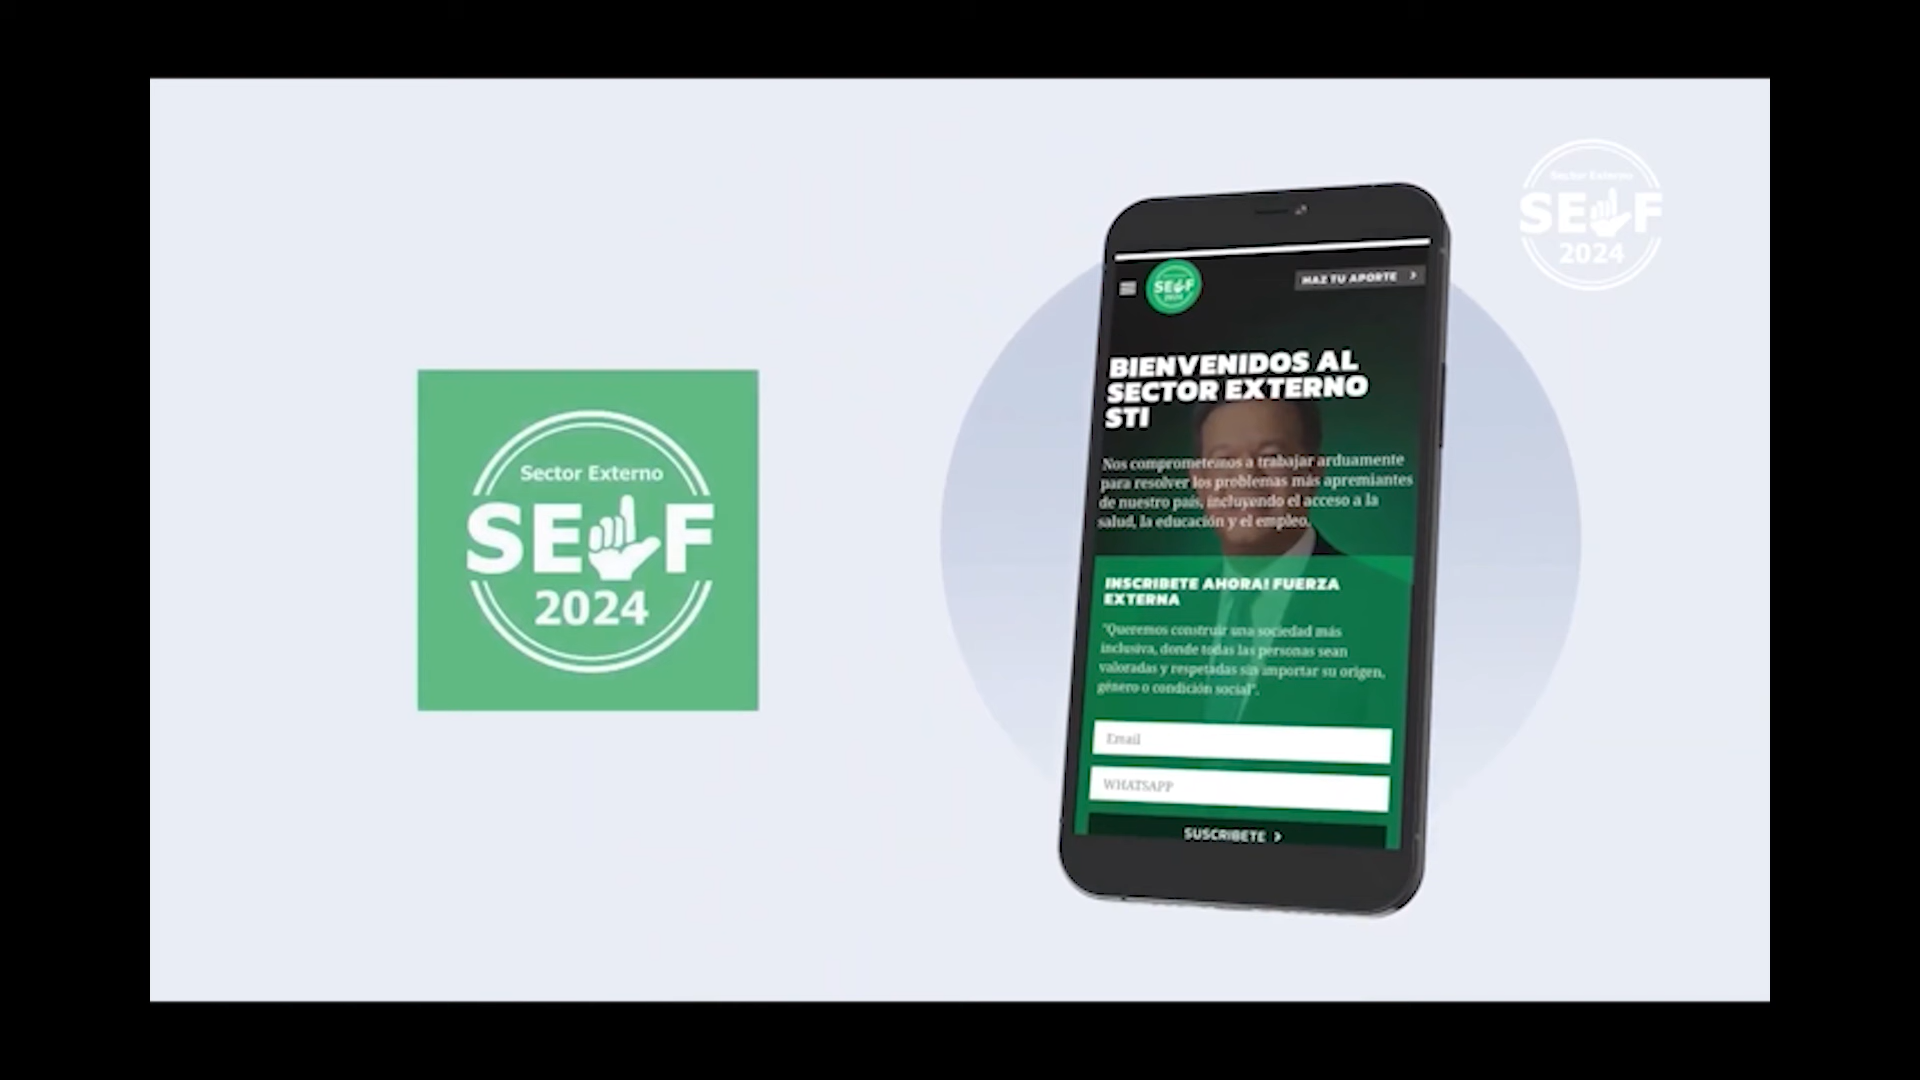 Sector Externo
SE F
2024
SE F
2024
HAZ TU APORTE
BIENVENIDOS AL
SECTOR EXTERNO
STI
Nos comprometemos a trabajar arduamente
para resolver los problemas más apremiantes
de nuestro país, incluyendo el acceso a la
salud, la educación y el empleo.
INSCRIBETE AHORA! FUERZA
EXTERNA
"Queremos construir una sociedad más
inclusiva, donde todas las personas sean
valoradas y respetadas sin importar su origen,
género o condición social".
Email
WHATSAPP
SUSCRIBETE
Sector Externo
SE F
2024